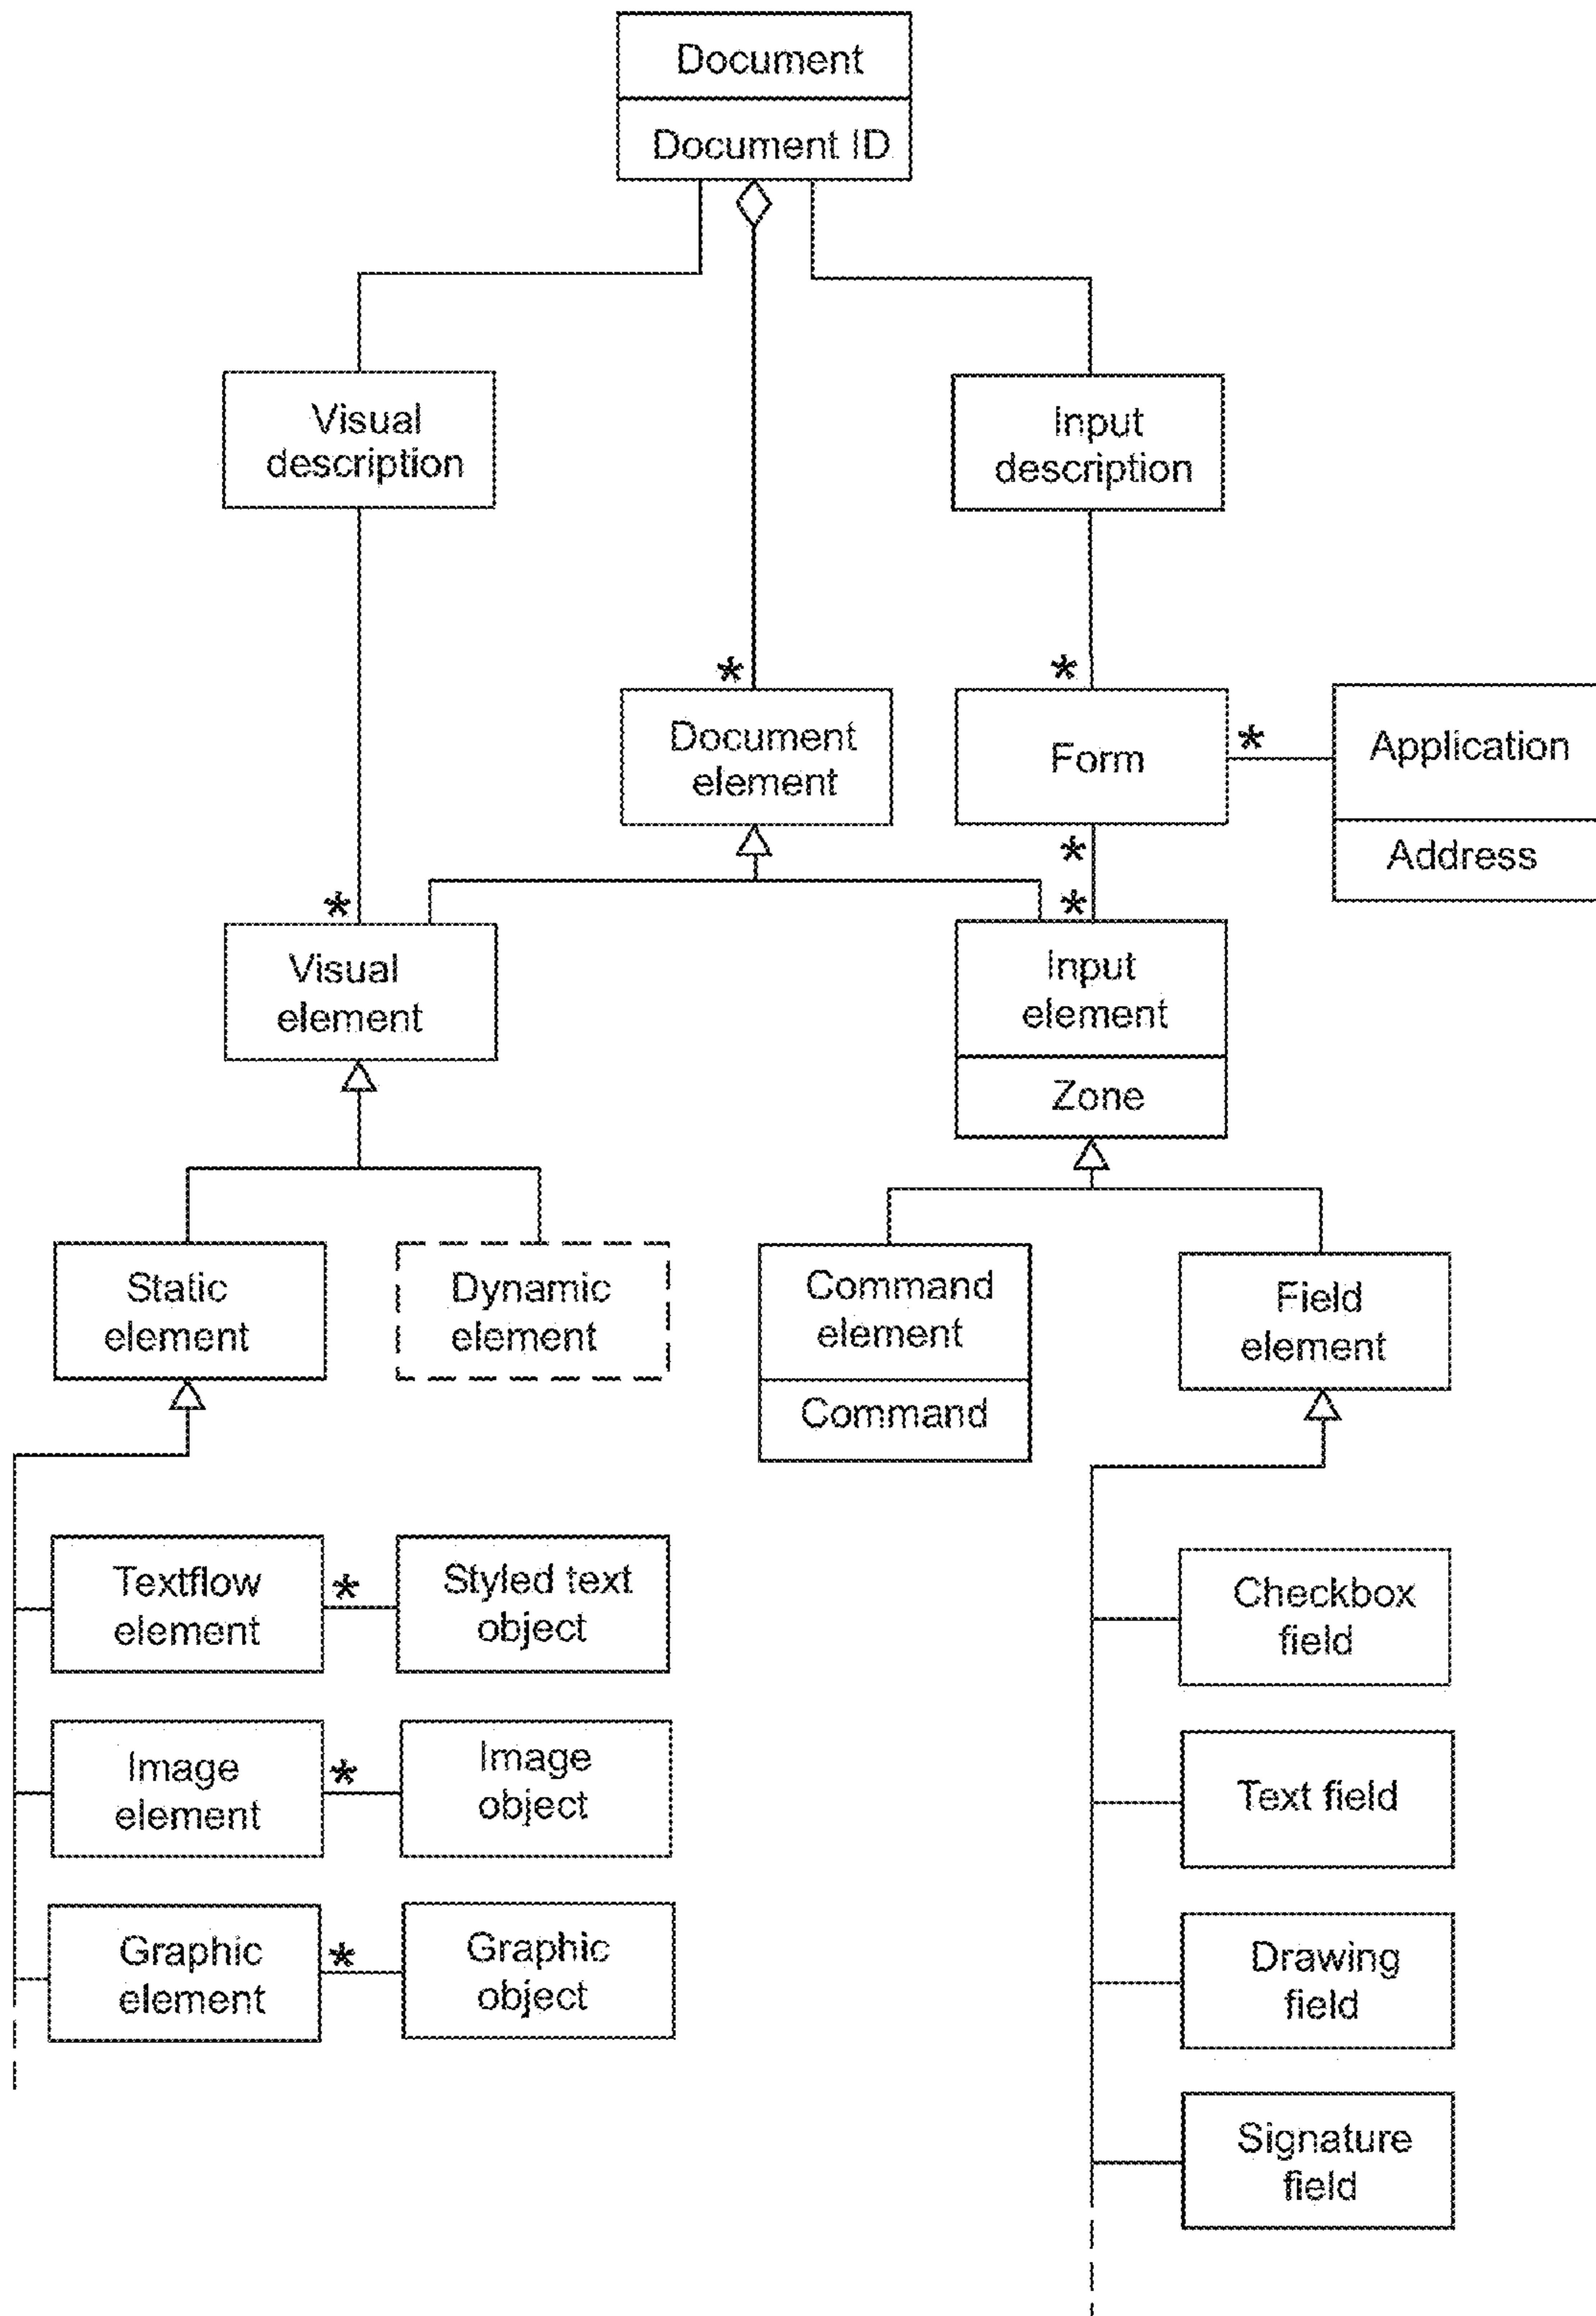 Document
Document ID
Visual
description
Input
description
*
*
Document
element
Form
*
Application
Address
*
*
*
Visual
element
Input
element
Zone
Static
element
Dynamic
element
Command
element
Command
Field
element
Textflow
element
*
Styled text
object
Checkbox
field
Image
element
*
Image
object
Text field
Graphic
element
*
Graphic
object
Drawing
field
Signature
field